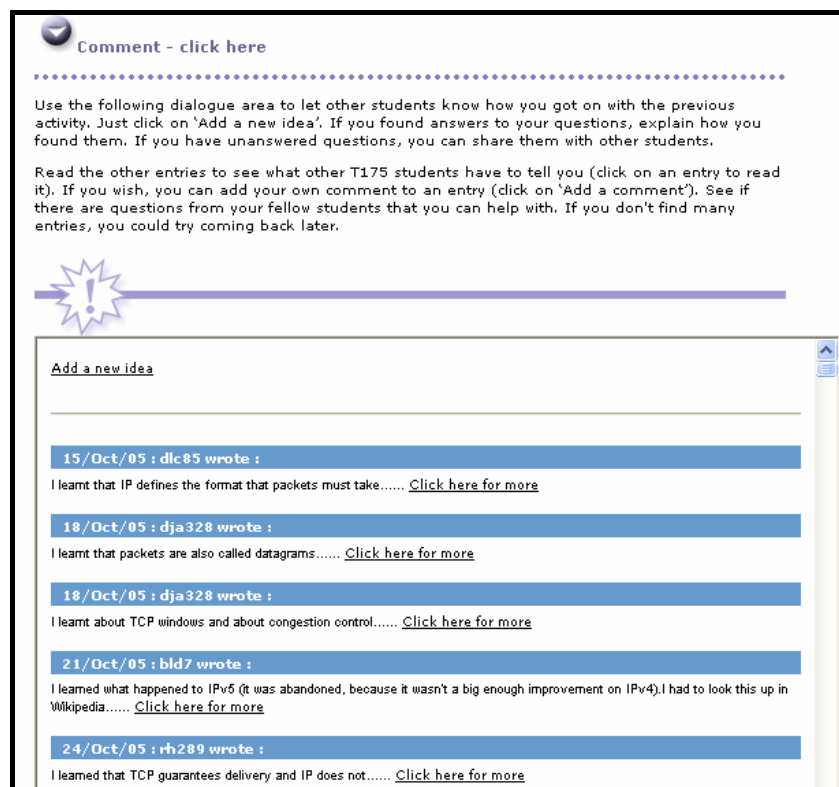 Comment - click here
Use the following dialogue area to let other students know how you got on with the previous
activity. Just click on ‘Add a new idea’. If you found answers to your questions, explain how you
found them. If you have unanswered questions, you can share them with other students.
Read the other entries to see what other T175 students have to tell you (click on an entry to read
it). If you wish, you can add your own comment to an entry (click on ‘Add a comment’). See if
there are questions from your fellow students that you can help with. If you don't find many
entries, you could try coming back later.
!
Add a new idea
15/Oct/05 : dlc85 wrote :
I learnt that IP defines the format that packets must take...... Click here for more
18/Oct/05 : dja328 wrote :
I learnt that packets are also called datagrams...... Click here for more
18/Oct/05 : dja328 wrote :
I learnt about TCP windows and about congestion control...... Click here for more
21/Oct/05 : bld7 wrote :
I learned what happened to IPv5 (it was abandoned, because it wasn't a big enough improvement on IPv4).I had to look this up in
Wikipedia...... Click here for more
24/Oct/05 : rh289 wrote :
I learned that TCP guarantees delivery and IP does not...... Click here for more